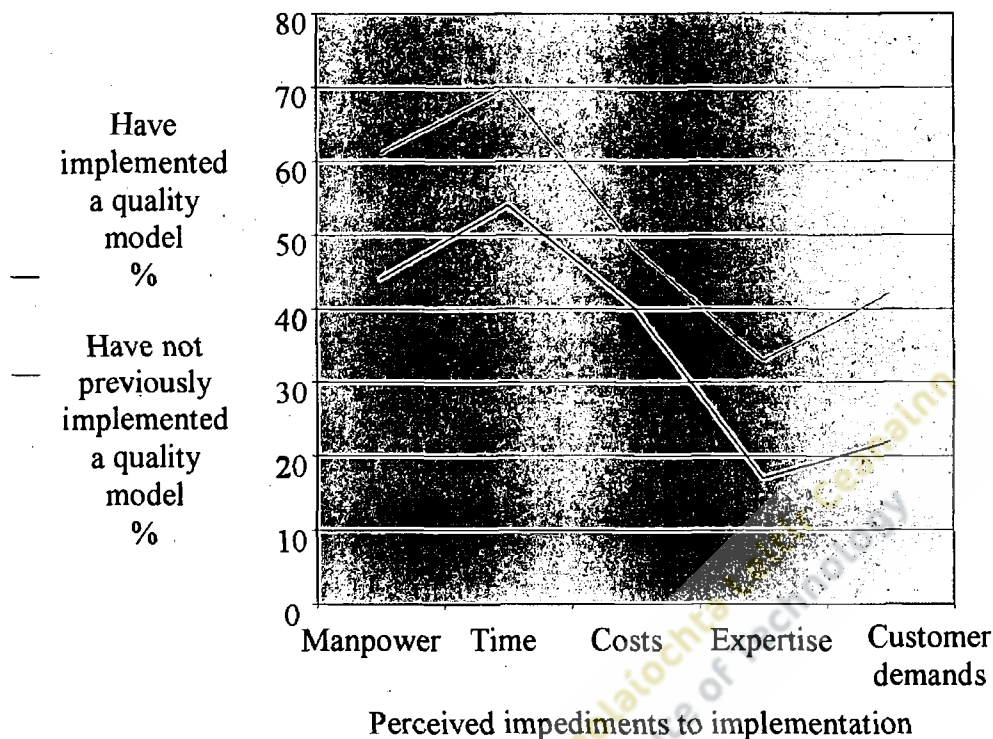 80
70
60
50
40
30
20
10
0
Have
implemented
a quality
model
%
Have not
previously
implemented
a quality
model
%
Manpower Time Costs Expertise Customer
demands
Perceived impediments to implementation